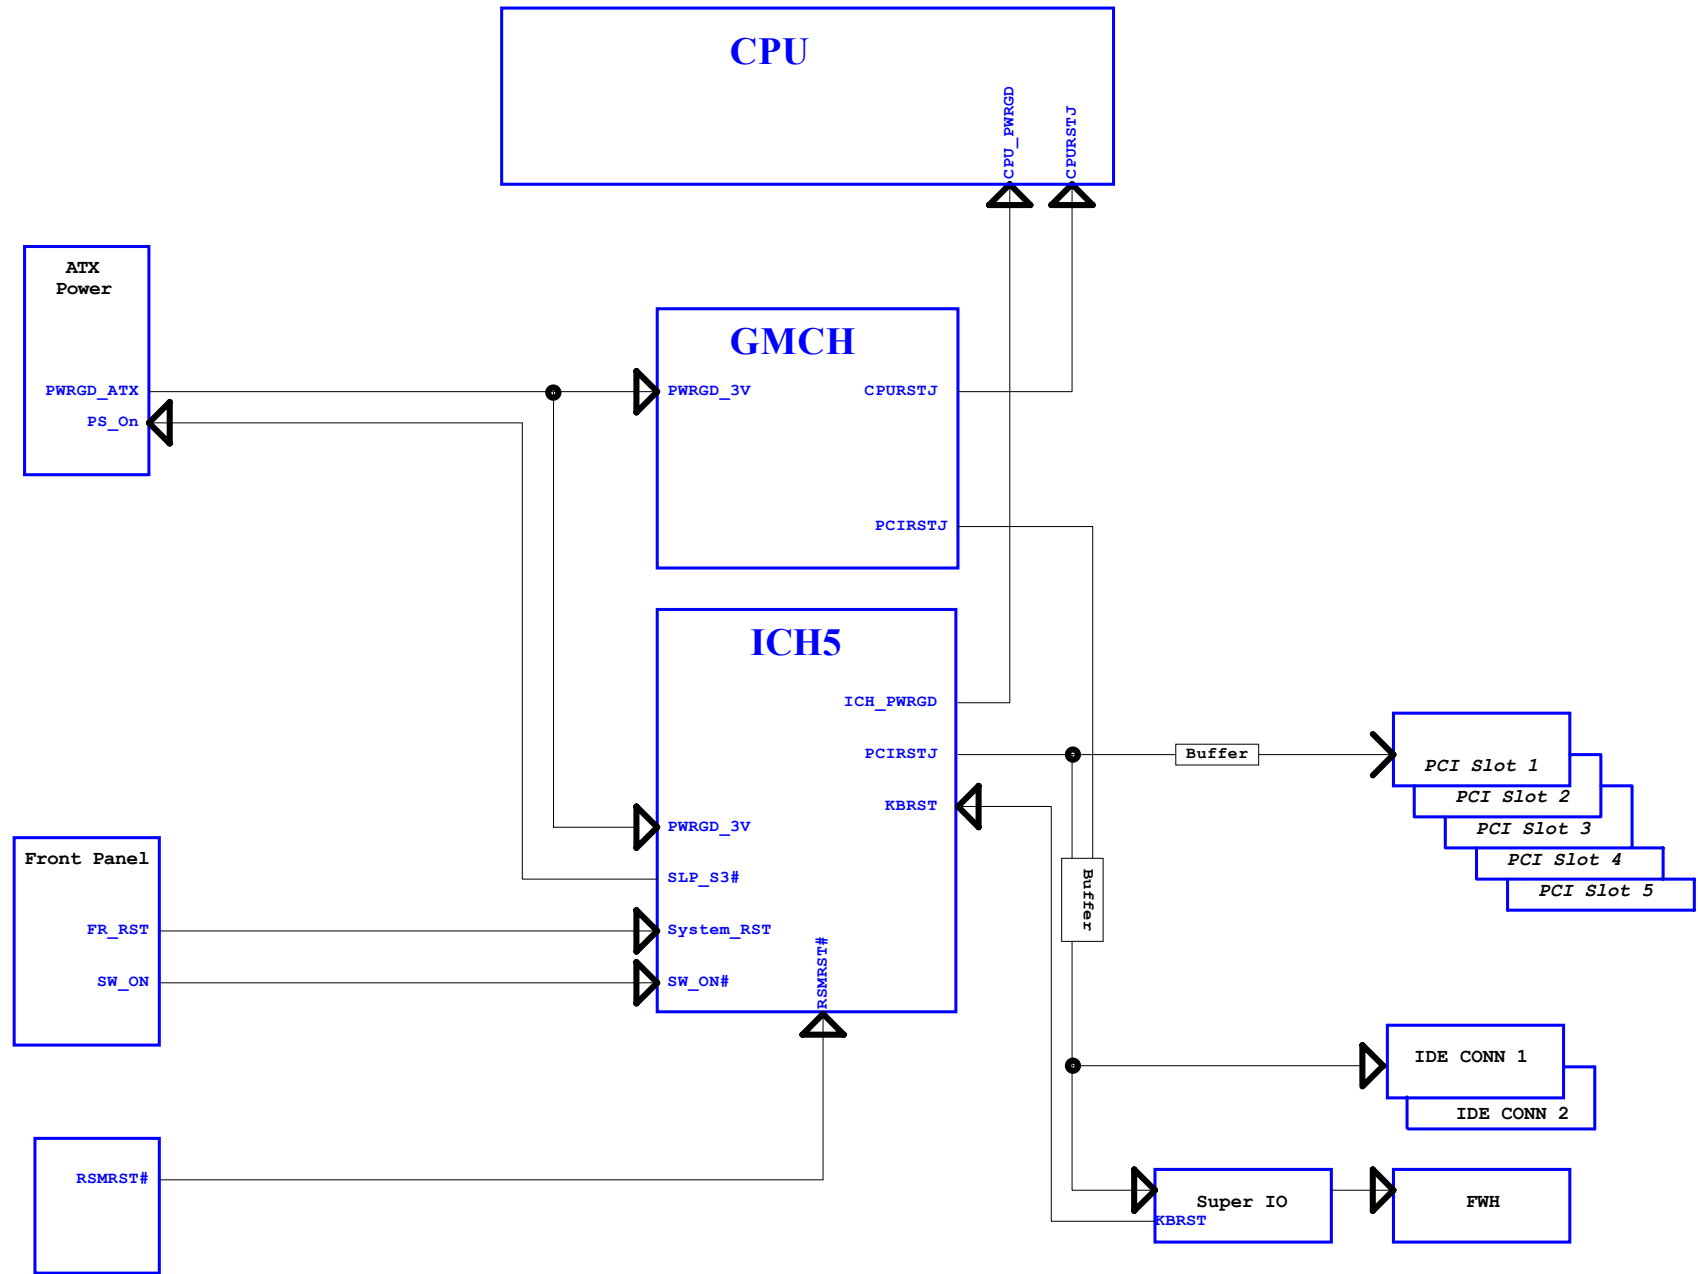 CPU
CPU_PWRGD
CPURSTJ
ATX
Power
PWRGD_ATX
PS_On
GMCH
PWRGD_3V
CPURSTJ
PCIRSTJ
ICH5
ICH_PWRGD
PCIRSTJ
KBRST
PWRGD_3V
SLP_S3#
System_RST
SW_ON#
RSMRST#
Buffer
Buffer
PCI Slot 1
PCI Slot 2
PCI Slot 3
PCI Slot 4
PCI Slot 5
Front Panel
FR_RST
SW_ON
IDE CONN 1
IDE CONN 2
RSMRST#
Super IO
KBRST
FWH